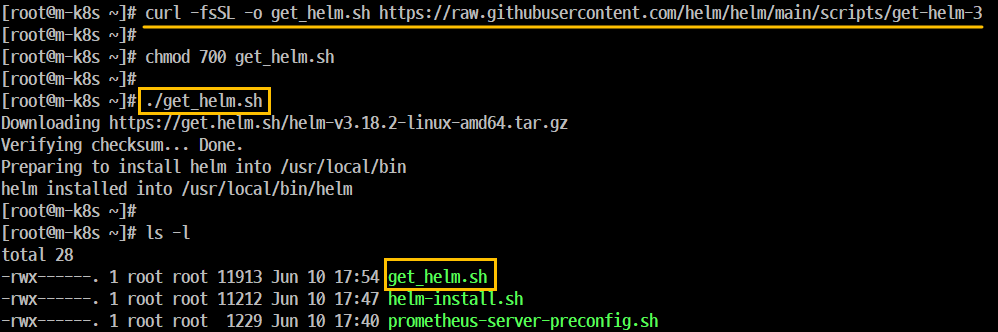 [root@m-k8s ~]# curl -fsSL -o get_helm.sh https://raw.githubusercontent.com/helm/helm/main/scripts/get-helm-3
[root@m-k8s ~]#
[root@m-k8s ~]# chmod 700 get_helm.sh
[root@m-k8s ~]#
[root@m-k8s ~]# ./get_helm.sh
Downloading https://get.helm.sh/helm-v3.18.2-linux-amd64.tar.gz
Verifying checksum... Done.
Preparing to install helm into /usr/local/bin
helm installed into /usr/local/bin/helm
[root@m-k8s ~]#
[root@m-k8s ~]# ls -l
total 28
-rwx------. 1 root root 11913 Jun 10 17:54 get_helm.sh
-rwx------. 1 root root 11212 Jun 10 17:47 helm-install.sh
-rwx------. 1 root root  1229 Jun 10 17:40 prometheus-server-preconfig.sh